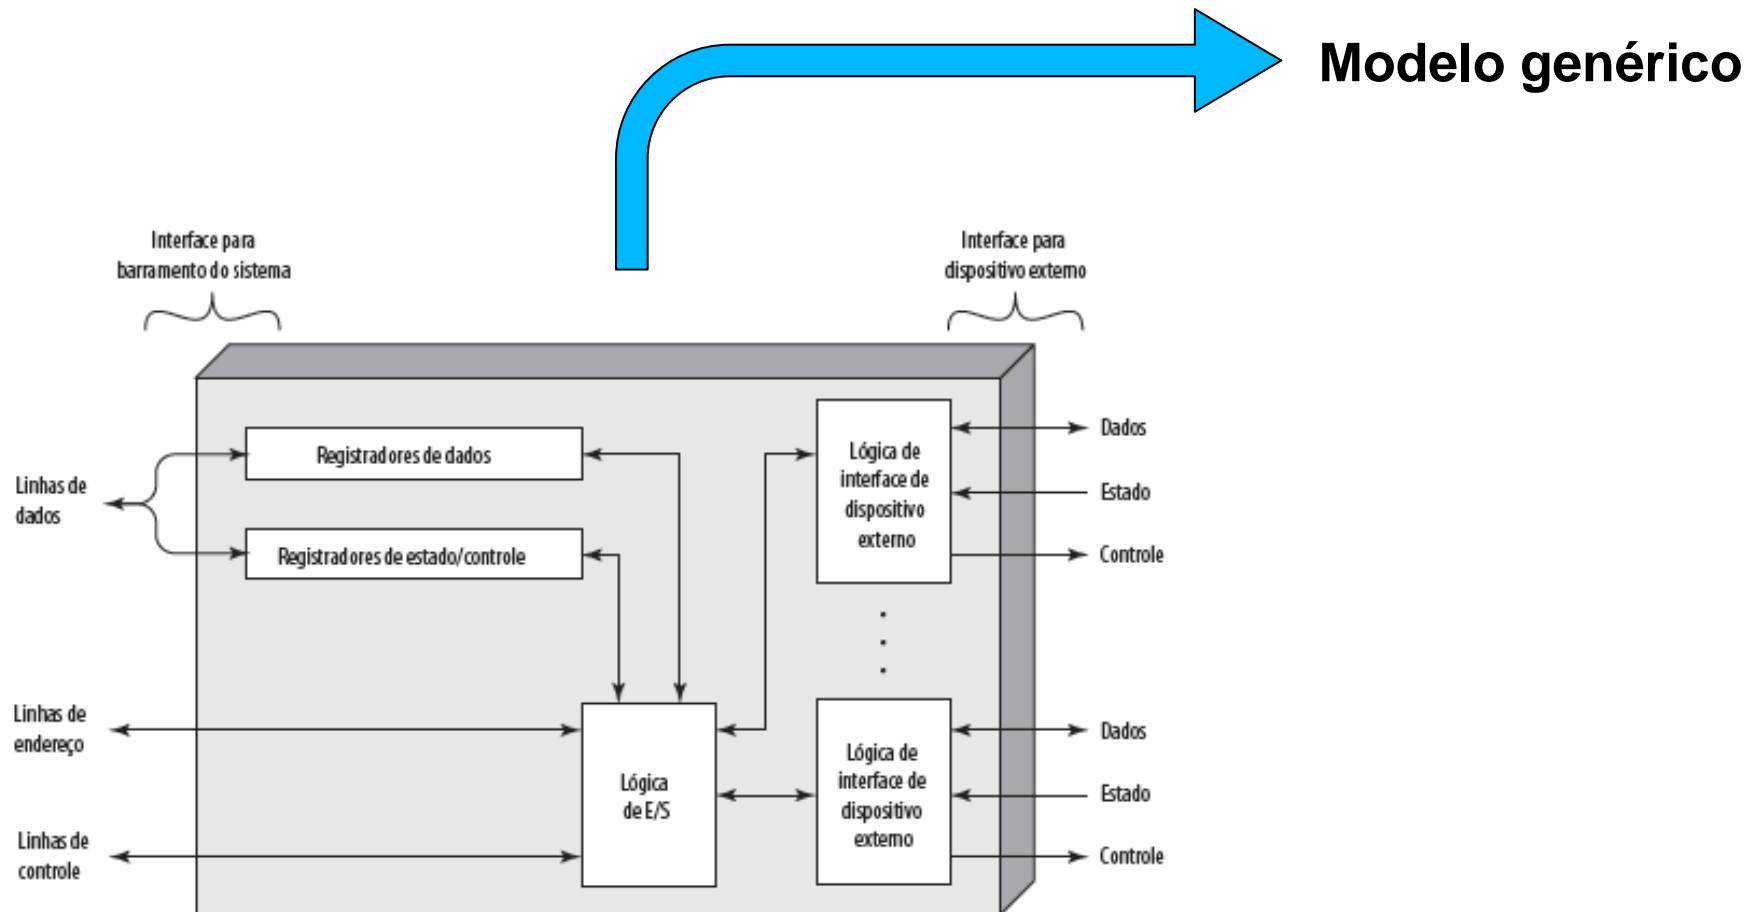 Modelo genérico
Interface para
barramento do sistema
Interface para
dispositivo externo
Linhas de
dados
Registradores de dados
Registradores de estado/controle
Lógica de
interface de
dispositivo
externo
Dados
Estado
Controle
Linhas de
endereço
Linhas de
controle
Lógica
de E/S
Lógica de
interface de
dispositivo
externo
Dados
Estado
Controle